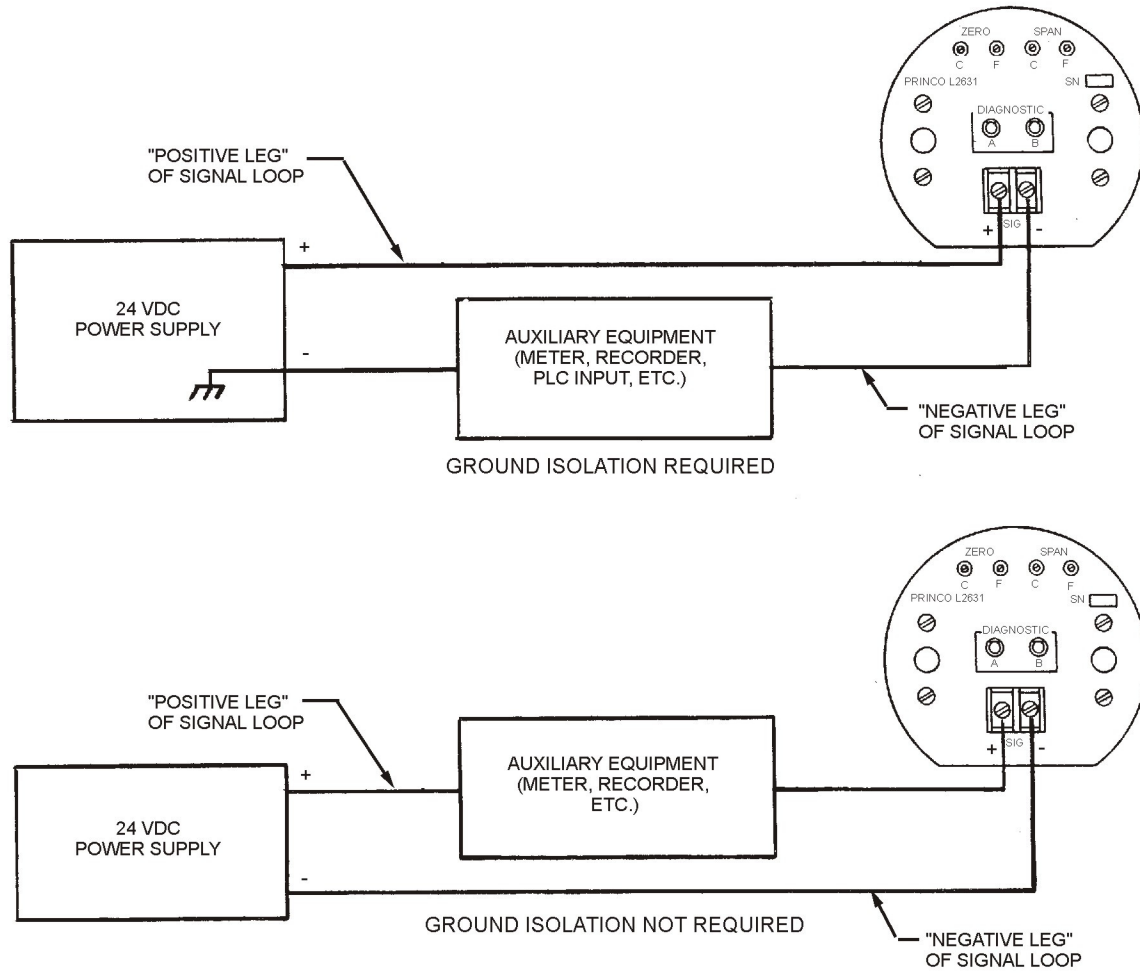 ZERO SPAN
C F C F
PRINCO L2631 SN
DIAGNOSTIC
A B
SIG
+ -
"POSITIVE LEG"
OF SIGNAL LOOP
+
24 VDC
POWER SUPPLY
-
AUXILIARY EQUIPMENT
(METER, RECORDER,
PLC INPUT, ETC.)
"NEGATIVE LEG"
OF SIGNAL LOOP
GROUND ISOLATION REQUIRED
ZERO SPAN
C F C F
PRINCO L2631 SN
DIAGNOSTIC
A B
SIG
+ -
"POSITIVE LEG"
OF SIGNAL LOOP
+
24 VDC
POWER SUPPLY
-
AUXILIARY EQUIPMENT
(METER, RECORDER,
ETC.)
GROUND ISOLATION NOT REQUIRED
"NEGATIVE LEG"
OF SIGNAL LOOP